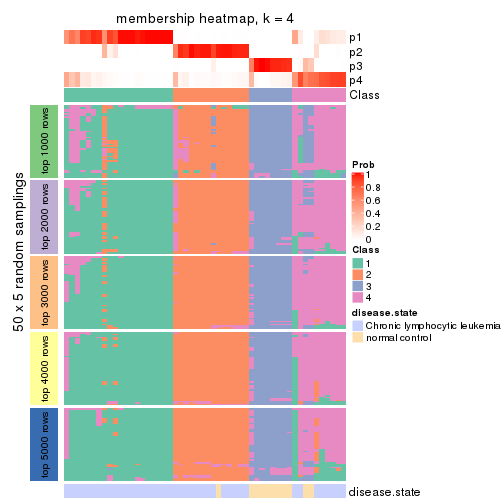 membership heatmap, k = 4
p1
p2
p3
p4
Class
50 x 5 random samplings
top 1000 rows
top 2000 rows
top 3000 rows
top 4000 rows
top 5000 rows
Prob
1
0.8
0.6
0.4
0.2
0
Class
1
2
3
4
disease.state
Chronic lymphocytic leukemia
normal control
disease.state